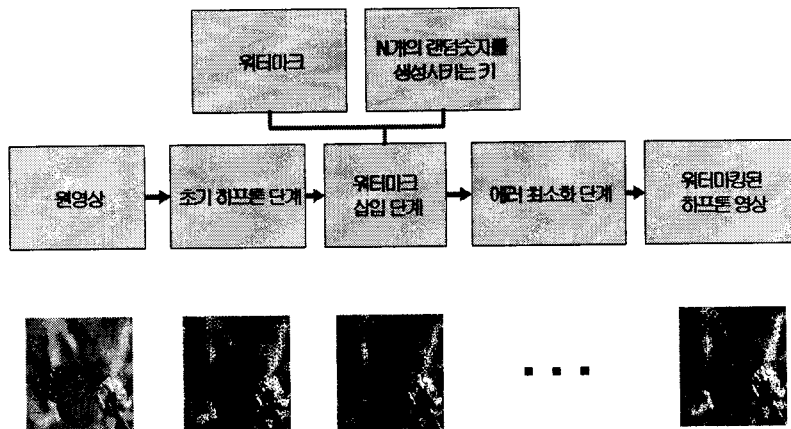 워터마크
N개의 랜덤숫자를
생성시키는 키
원영상
초기 하프톤 단계
워터마크
삽입 단계
에러 최소화 단계
워터마킹된
하프톤 영상